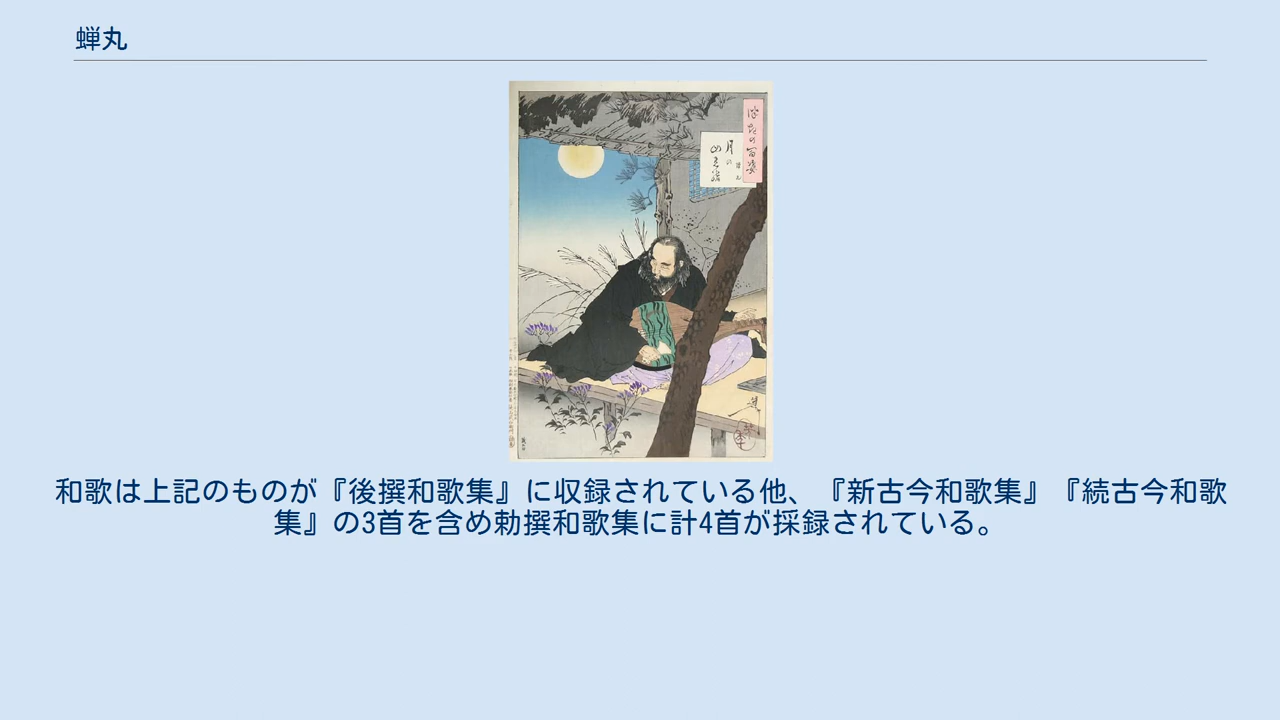 蝉丸
月の
和歌は上記のものが『後撰和歌集』に収録されている他、『新古今和歌集』『続古今和歌
集』の3首を含め勅撰和歌集に計4首が採録されている。